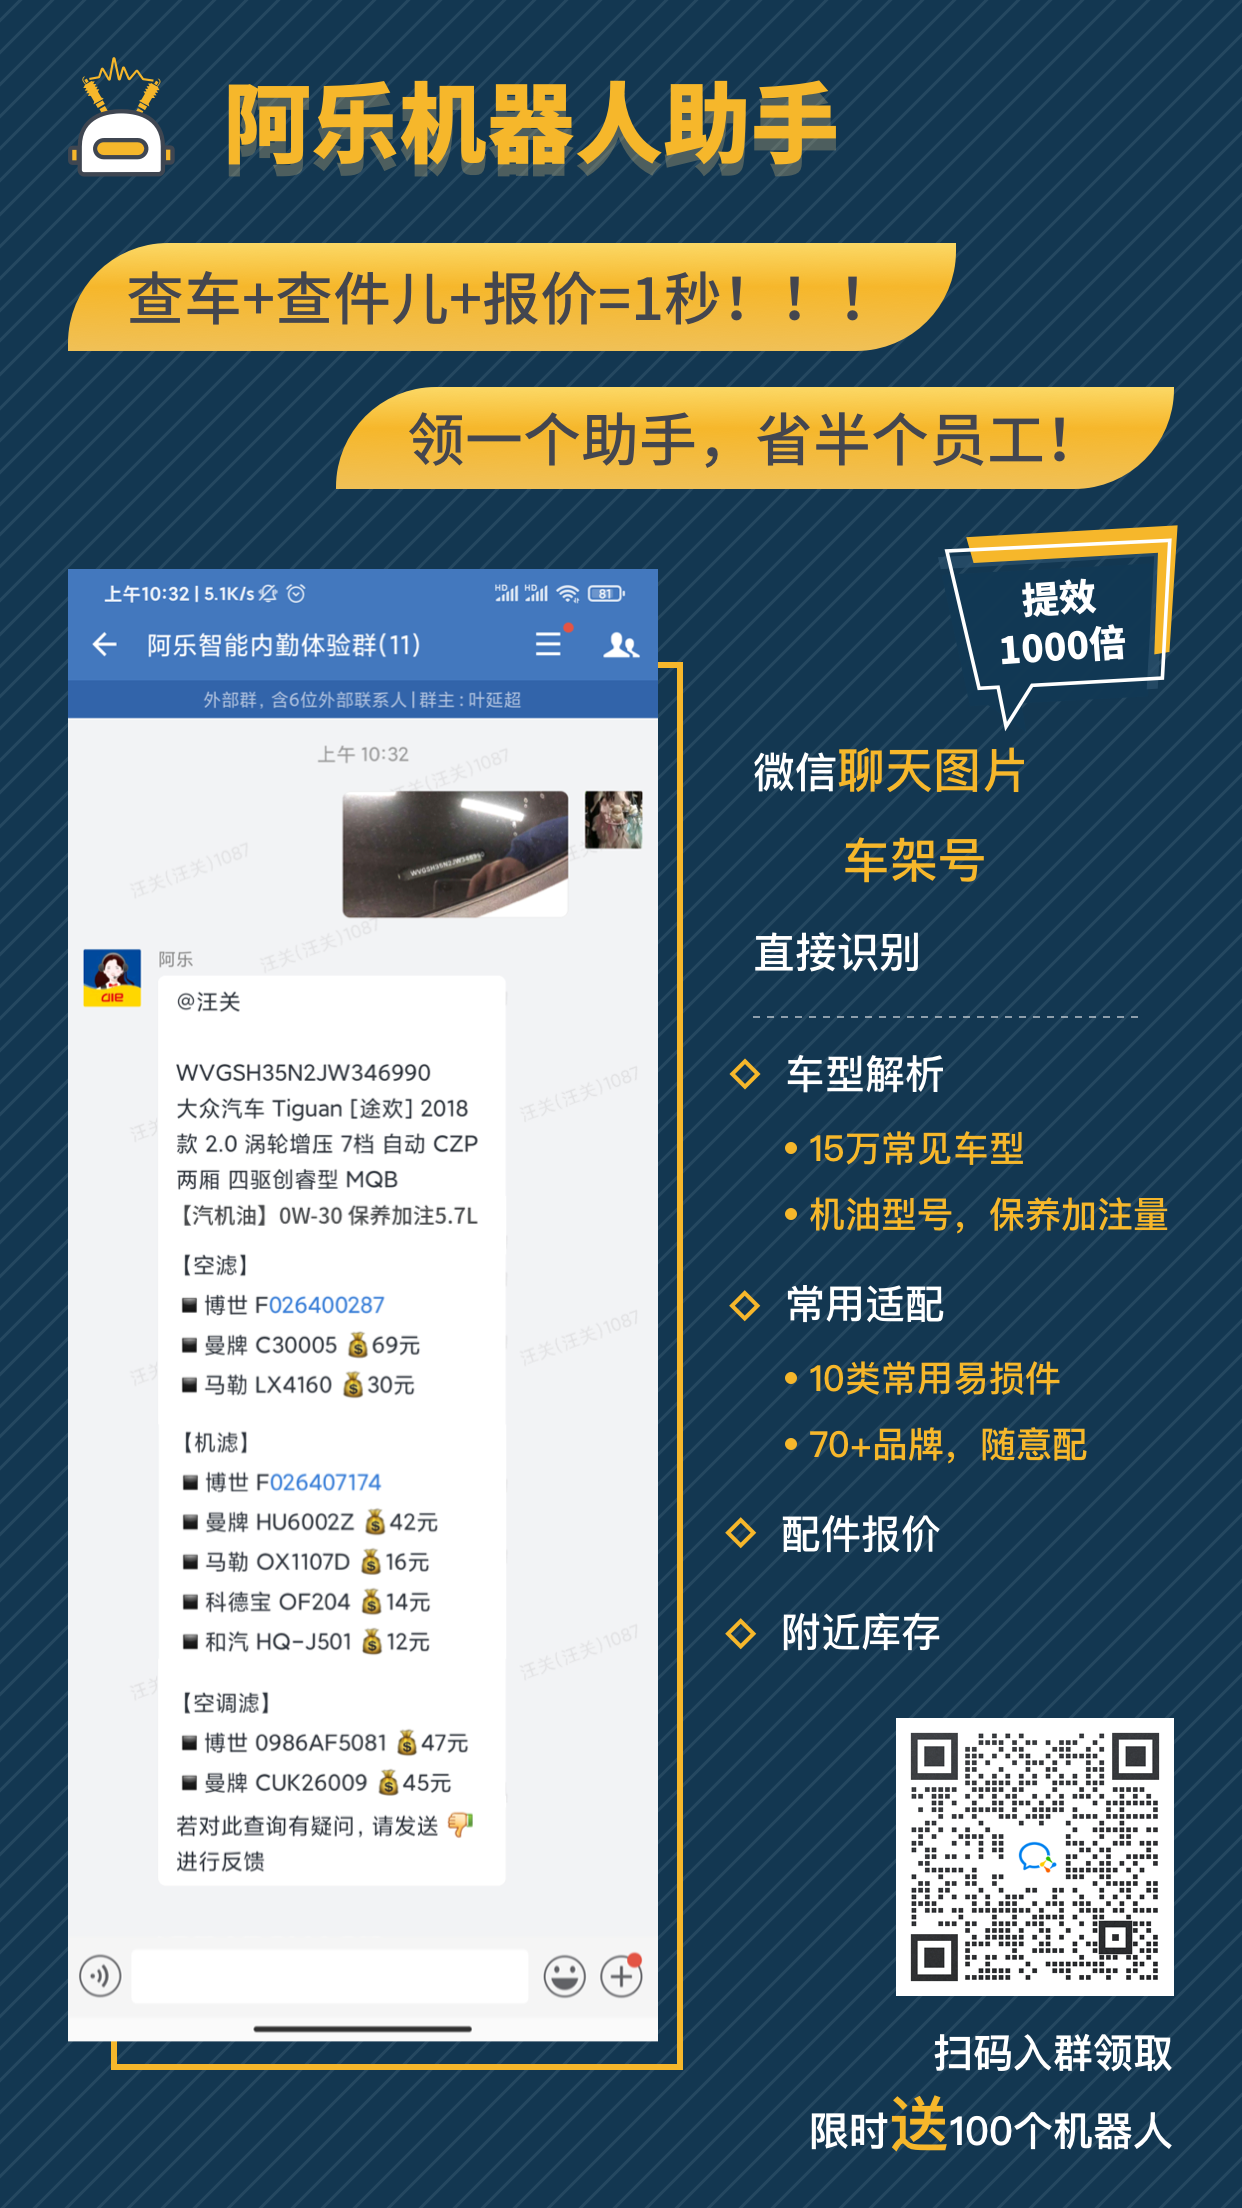 阿乐机器人助手
查车+查件儿+报价=1秒！！！
领一个助手，省半个员工！
上午10:32 | 5.1K/s
HD HD 81
阿乐智能内勤体验群(11)
外部群，含6位外部联系人 | 群主：叶延超
上午 10:32
汪关(汪关)1087
阿乐
@汪关
WVGSH35N2JW346990
大众汽车 Tiguan [途欢] 2018
款 2.0 涡轮增压 7档 自动 CZP
两厢 四驱创睿型 MQB
【汽机油】0W-30 保养加注5.7L
【空滤】
博世 F026400287
曼牌 C30005 💰69元
马勒 LX4160 💰30元
【机滤】
博世 F026407174
曼牌 HU6002Z 💰42元
马勒 OX1107D 💰16元
科德宝 OF204 💰14元
和汽 HQ-J501 💰12元
【空调滤】
博世 0986AF5081 💰47元
曼牌 CUK26009 💰45元
若对此查询有疑问，请发送 👎
进行反馈
提效
1000倍
微信聊天图片
车架号
直接识别
车型解析
• 15万常见车型
• 机油型号，保养加注量
常用适配
• 10类常用易损件
• 70+品牌，随意配
配件报价
附近库存
扫码入群领取
限时送100个机器人